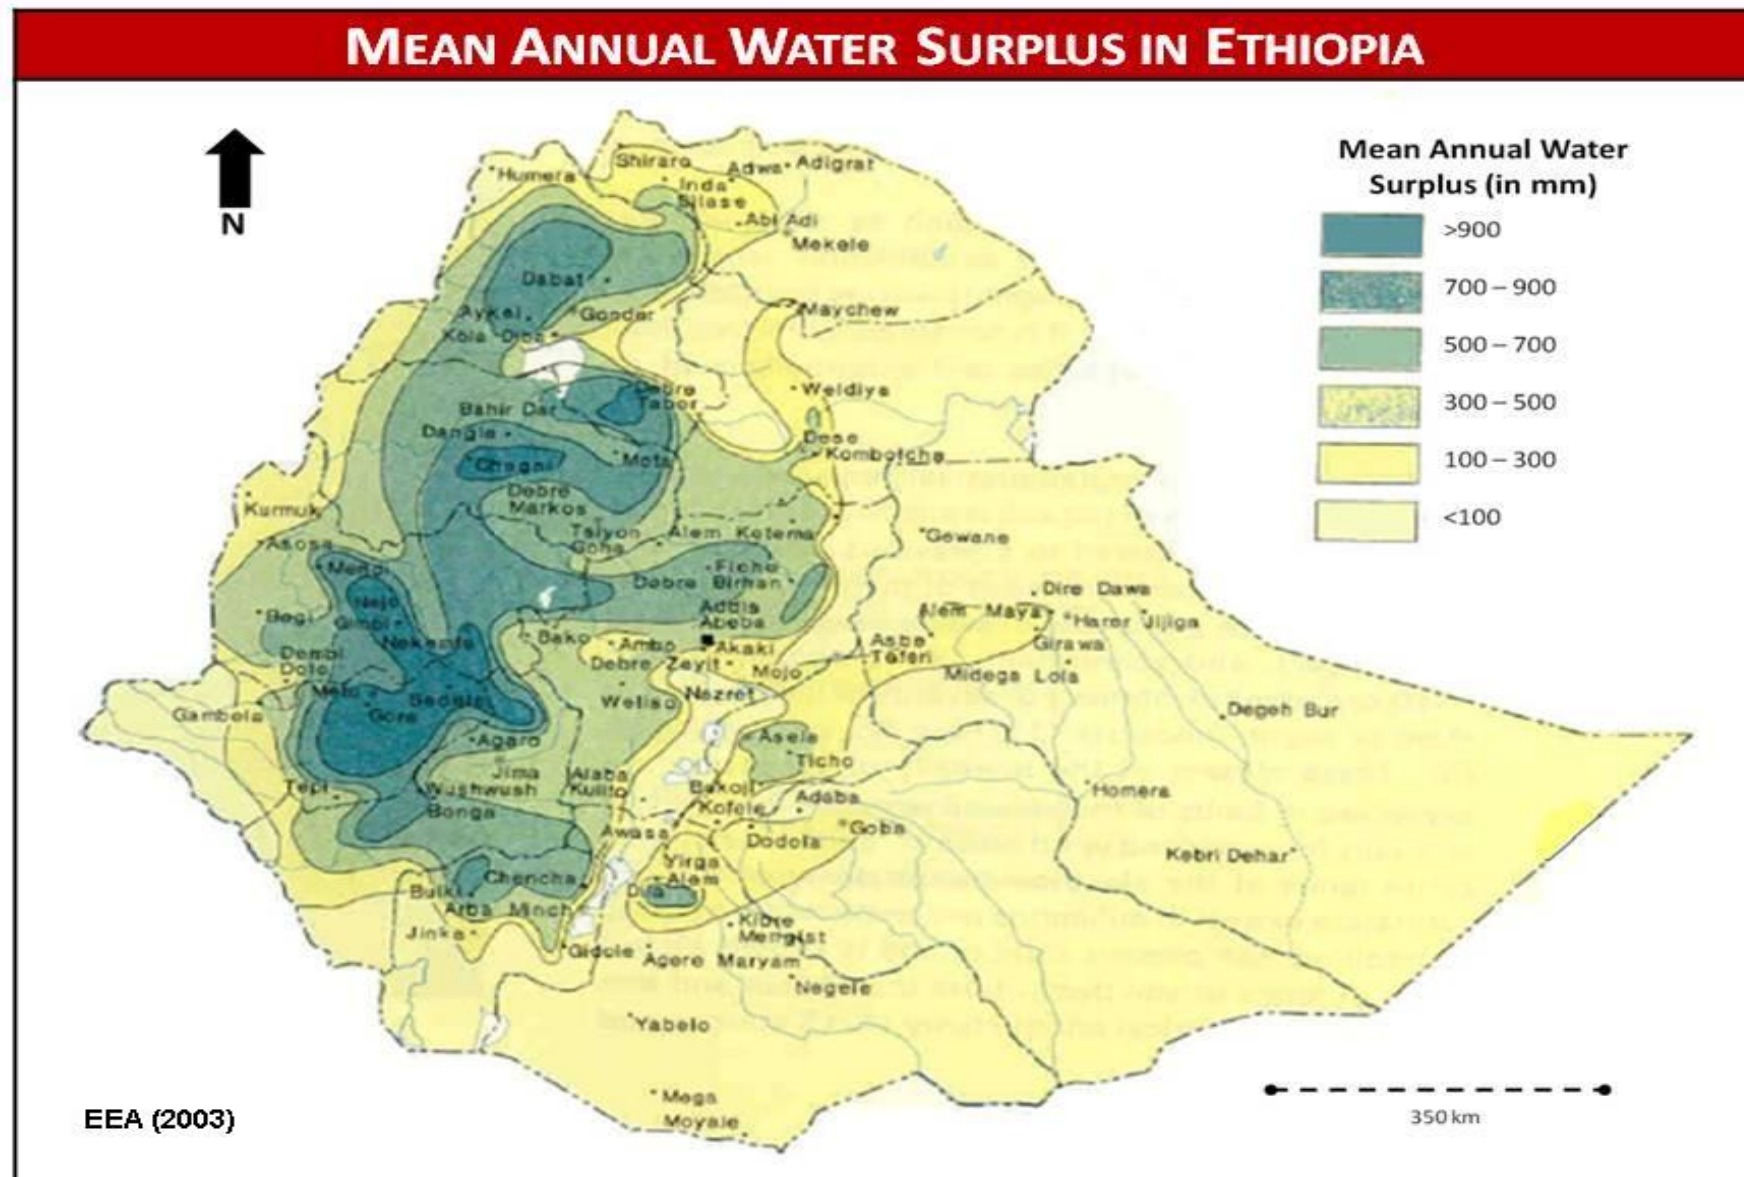 MEAN ANNUAL WATER SURPLUS IN ETHIOPIA
N
Mean Annual Water
Surplus (in mm)
>900
700 – 900
500 – 700
300 – 500
100 – 300
<100
Shiraro
Adwa
Adigrat
Humera
Inda
Silase
Abi Adi
Mekele
Dabat
Aykel
Gonder
Kola Diba
Maychew
Debre
Tabor
Weldiya
Bahir Dar
Dangla
Dese
Kombolcha
Chagni
Mota
Debre
Markos
Kurmuk
Tsiyon
Goha
Alem Ketema
Gewane
Asosa
Mendi
Fiche
Debre Birhan
Dire Dawa
Nejo
Gimbi
Addis
Abeba
Alem Maya
Harer Jijiga
Begi
Nekemte
Bako
Ambo
Akaki
Asbe
Teferi
Girawa
Dembi
Dolo
Debre Zeyit
Mojo
Midega Lola
Metu
Bedele
Weliso
Nazret
Gambela
Gore
Degeh Bur
Agaro
Asela
Ticho
Jima
Alaba
Kulito
Tepi
Wushwush
Bekoji
Adaba
Homera
Bonga
Kofele
Awasa
Goba
Dodola
Kebri Dehar
Yirga
Alem
Chencha
Dila
Bulki
Arba Minch
Kibre
Mengist
Jinka
Gidole
Agere Maryam
Negele
Yabelo
Mega
Moyale
EEA (2003)
350 km